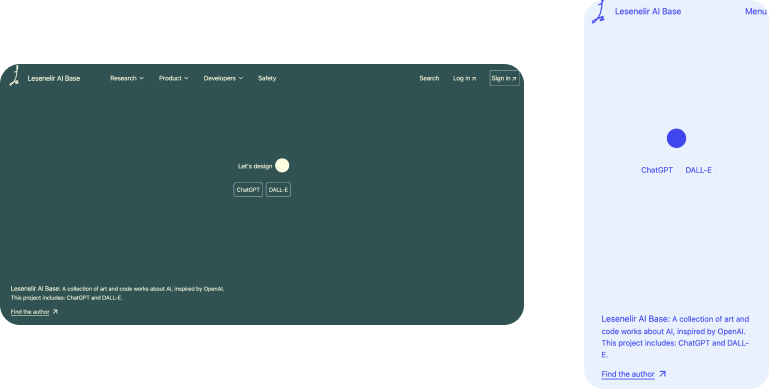 Lesenelir AI Base Research Product Developers Safety Search Log in Sign in
Let's design
ChatGPT DALL-E
Lesenelir AI Base: A collection of art and code works about AI, inspired by OpenAI.
This project includes: ChatGPT and DALL-E.
Find the author
Lesenelir AI Base Menu
ChatGPT DALL-E
Lesenelir AI Base: A collection of art and
code works about AI, inspired by OpenAI.
This project includes: ChatGPT and DALL-
E.
Find the author